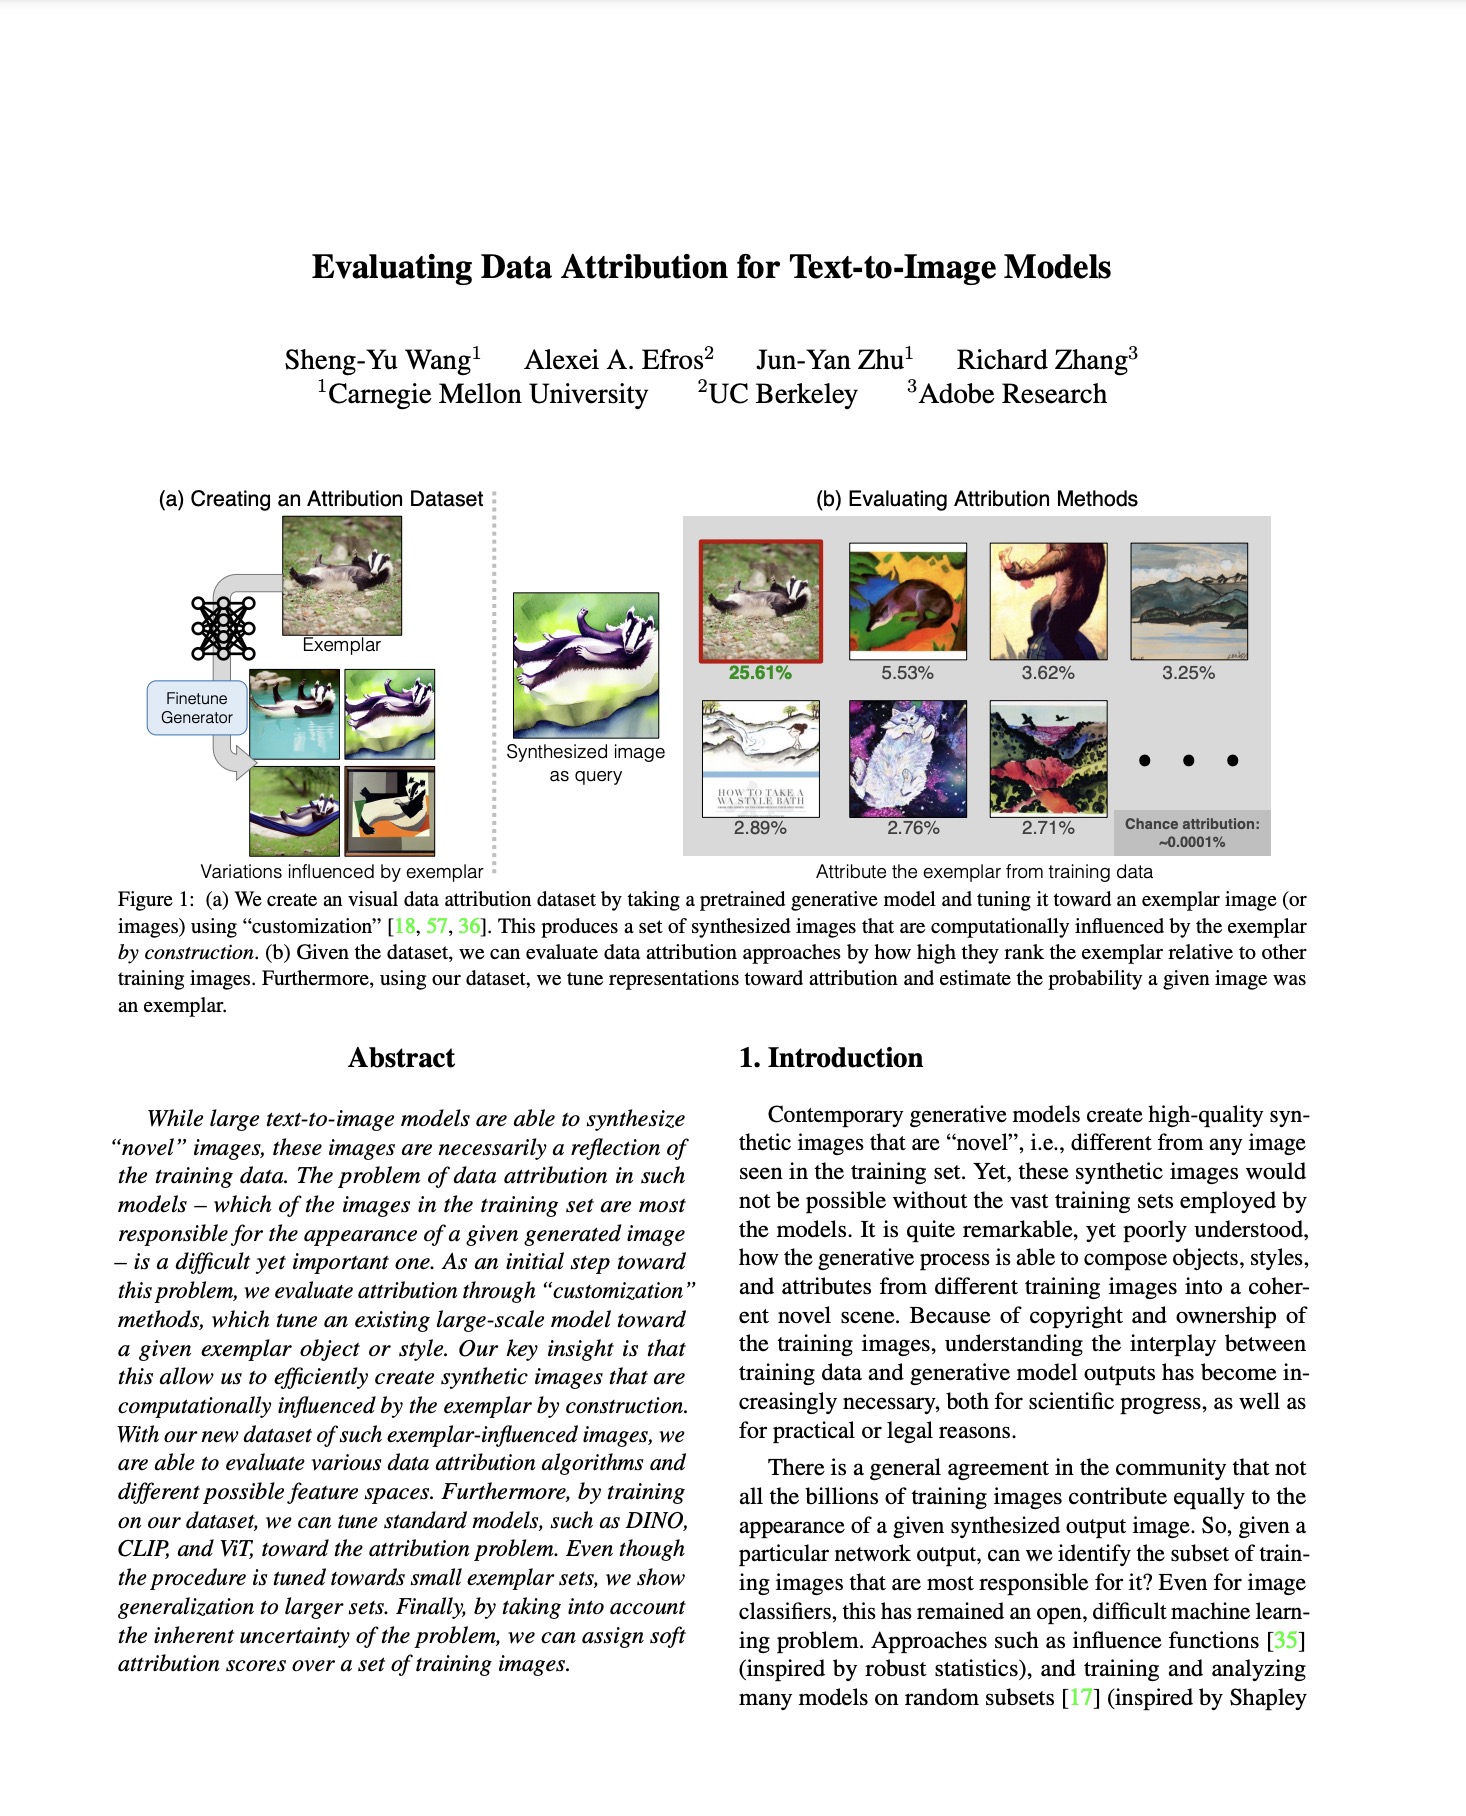 Evaluating Data Attribution for Text-to-Image Models
Sheng-Yu Wang1 Alexei A. Efros2 Jun-Yan Zhu1 Richard Zhang3
1Carnegie Mellon University 2UC Berkeley 3Adobe Research
(a) Creating an Attribution Dataset
Exemplar
Finetune
Generator
Variations influenced by exemplar
Synthesized image
as query
(b) Evaluating Attribution Methods
25.61% 5.53% 3.62% 3.25%
HOW TO TAKE A
WA STYLE BATH
2.89% 2.76% 2.71%
Chance attribution:
~0.0001%
Attribute the exemplar from training data
Figure 1: (a) We create an visual data attribution dataset by taking a pretrained generative model and tuning it toward an exemplar image (or
images) using “customization” [18, 57, 36]. This produces a set of synthesized images that are computationally influenced by the exemplar
by construction. (b) Given the dataset, we can evaluate data attribution approaches by how high they rank the exemplar relative to other
training images. Furthermore, using our dataset, we tune representations toward attribution and estimate the probability a given image was
an exemplar.
Abstract
While large text-to-image models are able to synthesize
“novel” images, these images are necessarily a reflection of
the training data. The problem of data attribution in such
models – which of the images in the training set are most
responsible for the appearance of a given generated image
– is a difficult yet important one. As an initial step toward
this problem, we evaluate attribution through “customization”
methods, which tune an existing large-scale model toward
a given exemplar object or style. Our key insight is that
this allow us to efficiently create synthetic images that are
computationally influenced by the exemplar by construction.
With our new dataset of such exemplar-influenced images, we
are able to evaluate various data attribution algorithms and
different possible feature spaces. Furthermore, by training
on our dataset, we can tune standard models, such as DINO,
CLIP, and ViT, toward the attribution problem. Even though
the procedure is tuned towards small exemplar sets, we show
generalization to larger sets. Finally, by taking into account
the inherent uncertainty of the problem, we can assign soft
attribution scores over a set of training images.
1. Introduction
Contemporary generative models create high-quality syn-
thetic images that are “novel”, i.e., different from any image
seen in the training set. Yet, these synthetic images would
not be possible without the vast training sets employed by
the models. It is quite remarkable, yet poorly understood,
how the generative process is able to compose objects, styles,
and attributes from different training images into a coher-
ent novel scene. Because of copyright and ownership of
the training images, understanding the interplay between
training data and generative model outputs has become in-
creasingly necessary, both for scientific progress, as well as
for practical or legal reasons.
There is a general agreement in the community that not
all the billions of training images contribute equally to the
appearance of a given synthesized output image. So, given a
particular network output, can we identify the subset of train-
ing images that are most responsible for it? Even for image
classifiers, this has remained an open, difficult machine learn-
ing problem. Approaches such as influence functions [35]
(inspired by robust statistics), and training and analyzing
many models on random subsets [17] (inspired by Shapley